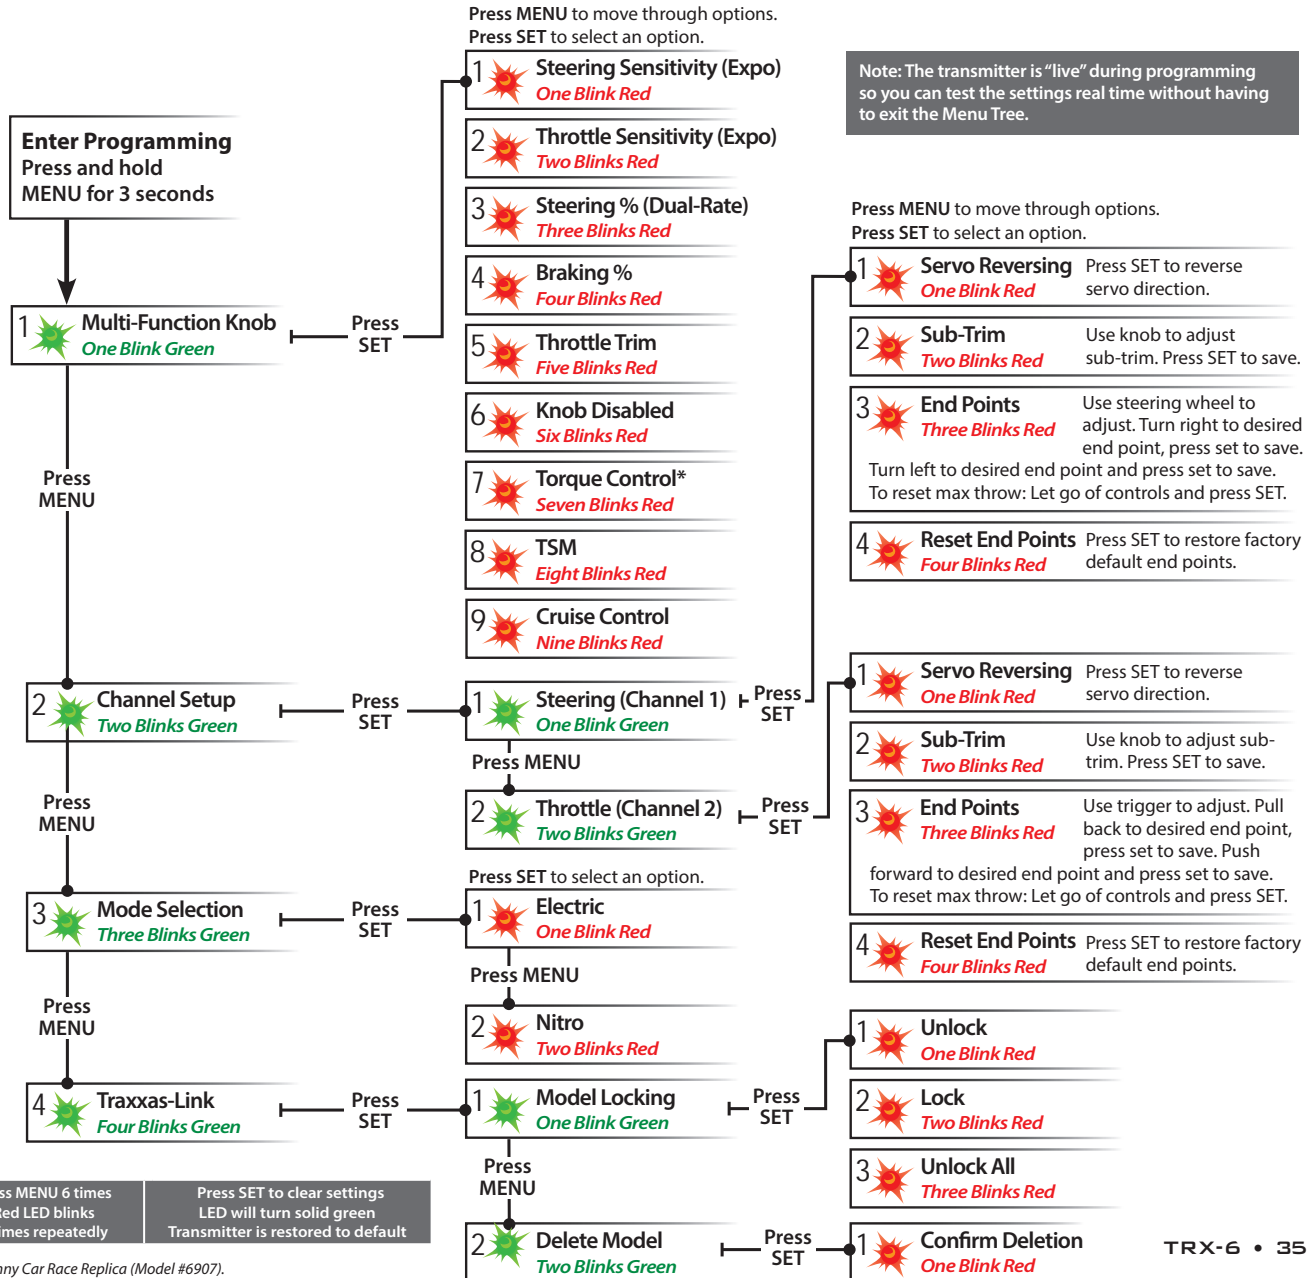 Press MENU to move through options.
Press SET to select an option.
Note: The transmitter is “live” during programming
so you can test the settings real time without having
to exit the Menu Tree.
Enter Programming
Press and hold
MENU for 3 seconds
1 Multi-Function Knob
One Blink Green
Press
SET
1 Steering Sensitivity (Expo)
One Blink Red
2 Throttle Sensitivity (Expo)
Two Blinks Red
3 Steering % (Dual-Rate)
Three Blinks Red
4 Braking %
Four Blinks Red
5 Throttle Trim
Five Blinks Red
6 Knob Disabled
Six Blinks Red
7 Torque Control*
Seven Blinks Red
8 TSM
Eight Blinks Red
9 Cruise Control
Nine Blinks Red
Press
MENU
2 Channel Setup
Two Blinks Green
Press
SET
1 Steering (Channel 1)
One Blink Green
Press
SET
Press MENU to move through options.
Press SET to select an option.
1 Servo Reversing
One Blink Red
Press SET to reverse
servo direction.
2 Sub-Trim
Two Blinks Red
Use knob to adjust
sub-trim. Press SET to save.
3 End Points
Three Blinks Red
Use steering wheel to
adjust. Turn right to desired
end point, press set to save.
Turn left to desired end point and press set to save.
To reset max throw: Let go of controls and press SET.
4 Reset End Points
Four Blinks Red
Press SET to restore factory
default end points.
Press MENU
2 Throttle (Channel 2)
Two Blinks Green
Press
SET
1 Servo Reversing
One Blink Red
Press SET to reverse
servo direction.
2 Sub-Trim
Two Blinks Red
Use knob to adjust sub-
trim. Press SET to save.
3 End Points
Three Blinks Red
Use trigger to adjust. Pull
back to desired end point,
press set to save. Push
forward to desired end point and press set to save.
To reset max throw: Let go of controls and press SET.
4 Reset End Points
Four Blinks Red
Press SET to restore factory
default end points.
Press
MENU
3 Mode Selection
Three Blinks Green
Press
SET
Press SET to select an option.
1 Electric
One Blink Red
Press MENU
2 Nitro
Two Blinks Red
Press
MENU
4 Traxxas-Link
Four Blinks Green
Press
SET
1 Model Locking
One Blink Green
Press
SET
1 Unlock
One Blink Red
2 Lock
Two Blinks Red
3 Unlock All
Three Blinks Red
Press
MENU
2 Delete Model
Two Blinks Green
Press
SET
1 Confirm Deletion
One Blink Red
MENU 6 times
LED blinks
repeatedly
Press SET to clear settings
LED will turn solid green
Transmitter is restored to default
Car Race Replica (Model #6907).
TRX-6 • 35